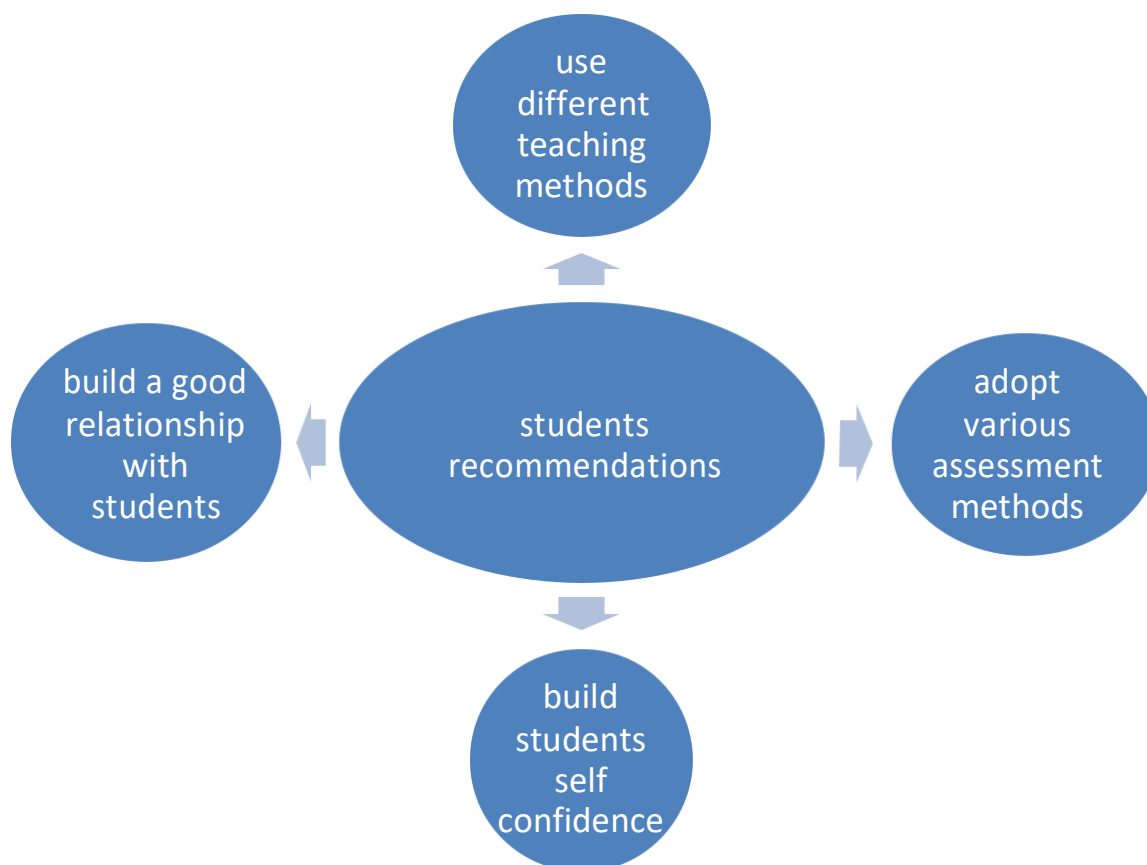 use
different
teaching
methods
build a good
relationship
with
students
students
recommendations
adopt
various
assessment
methods
build
students
self
confidence